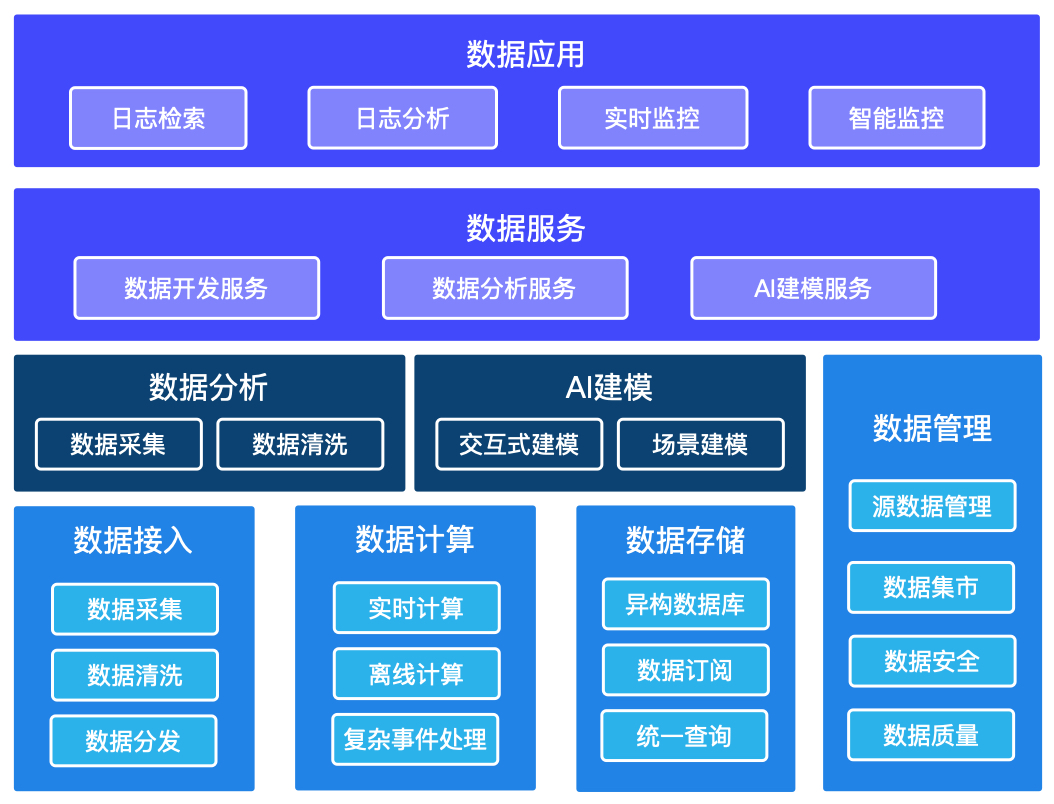 数据应用
日志检索
日志分析
实时监控
智能监控
数据服务
数据开发服务
数据分析服务
AI建模服务
数据分析
数据采集
数据清洗
AI建模
交互式建模
场景建模
数据管理
源数据管理
数据集市
数据安全
数据质量
数据接入
数据采集
数据清洗
数据分发
数据计算
实时计算
离线计算
复杂事件处理
数据存储
异构数据库
数据订阅
统一查询